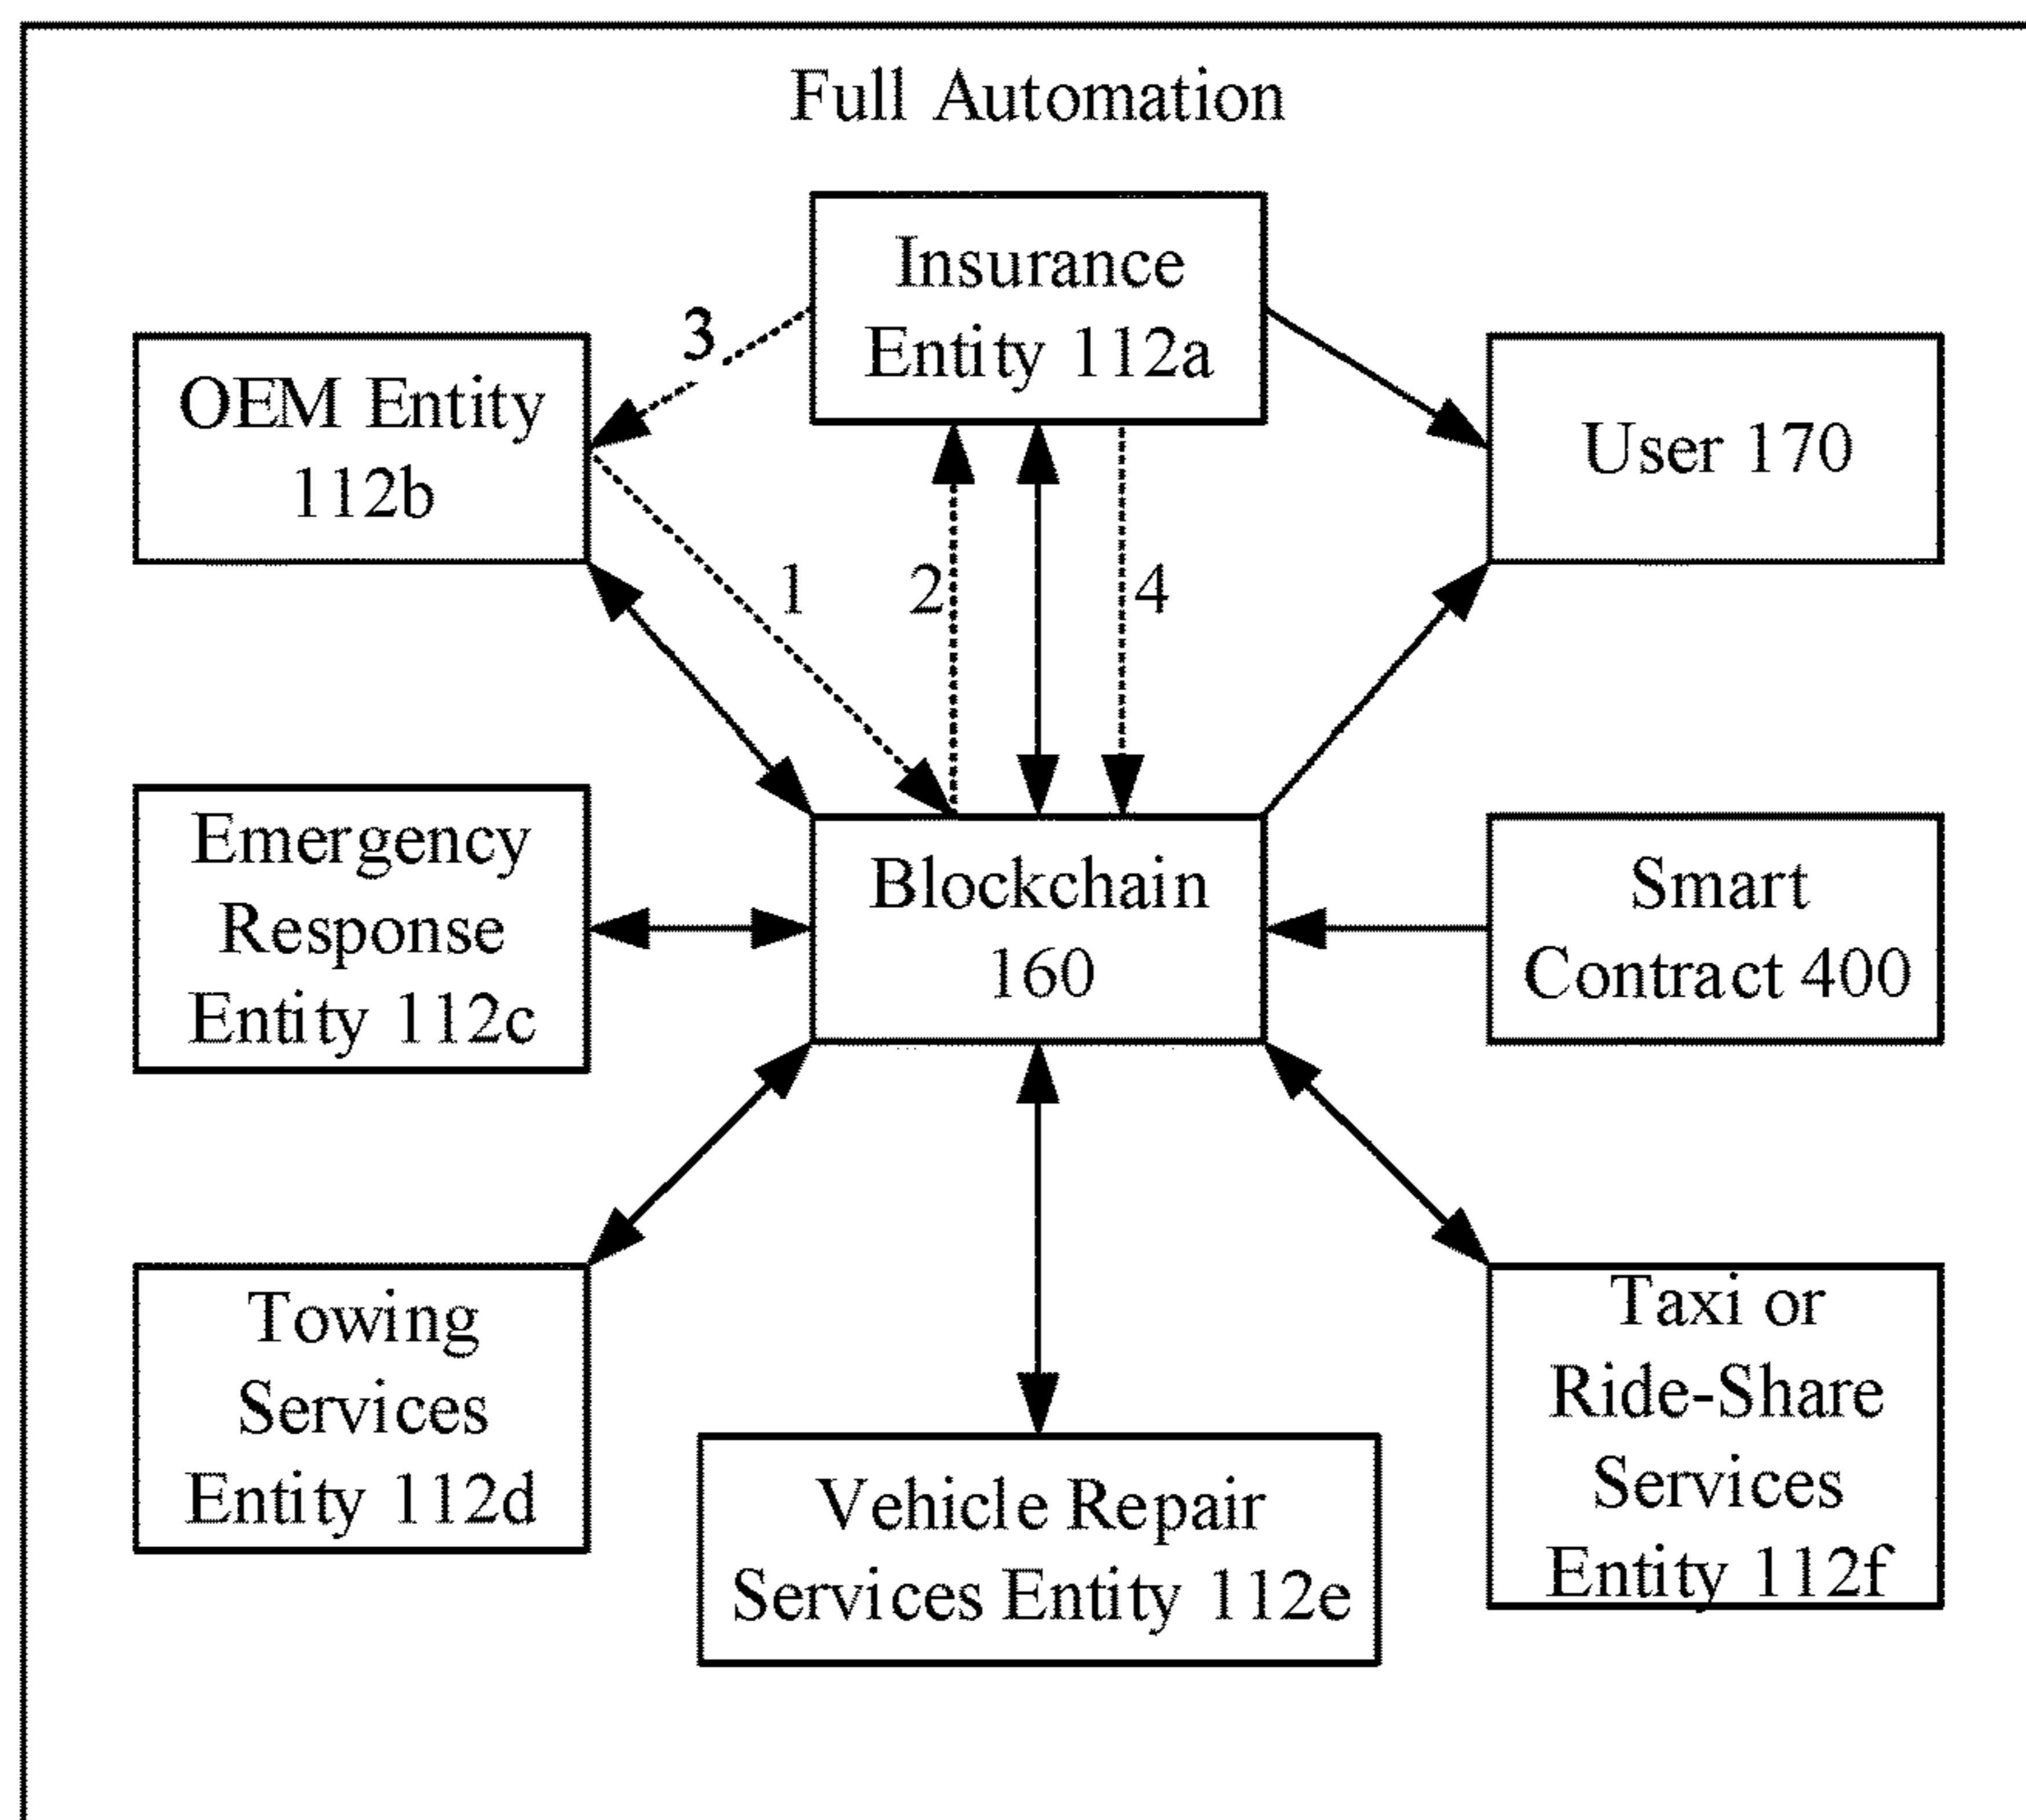 Full Automation
Insurance
Entity 112a
3
OEM Entity
112b
User 170
1
2
4
Emergency
Response
Entity 112c
Blockchain
160
Smart
Contract 400
Towing
Services
Entity 112d
Vehicle Repair
Services Entity 112e
Taxi or
Ride-Share
Services
Entity 112f